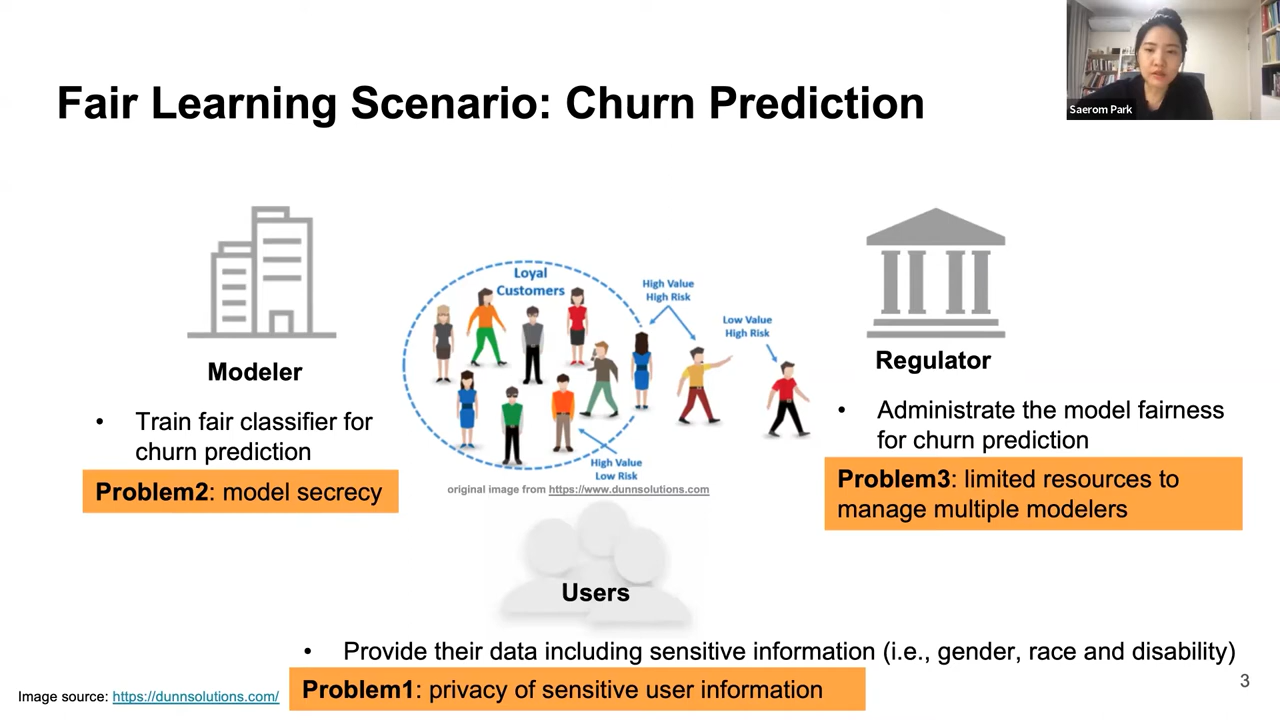 Saerom Park
Fair Learning Scenario: Churn Prediction
Loyal
Customers
High Value
High Risk
Low Value
High Risk
High Value
Low Risk
original image from https://www.dunnsolutions.com
Modeler
• Train fair classifier for
churn prediction
Problem2: model secrecy
Regulator
• Administrate the model fairness
for churn prediction
Problem3: limited resources to
manage multiple modelers
Users
• Provide their data including sensitive information (i.e., gender, race and disability)
Problem1: privacy of sensitive user information
Image source: https://dunnsolutions.com/
3